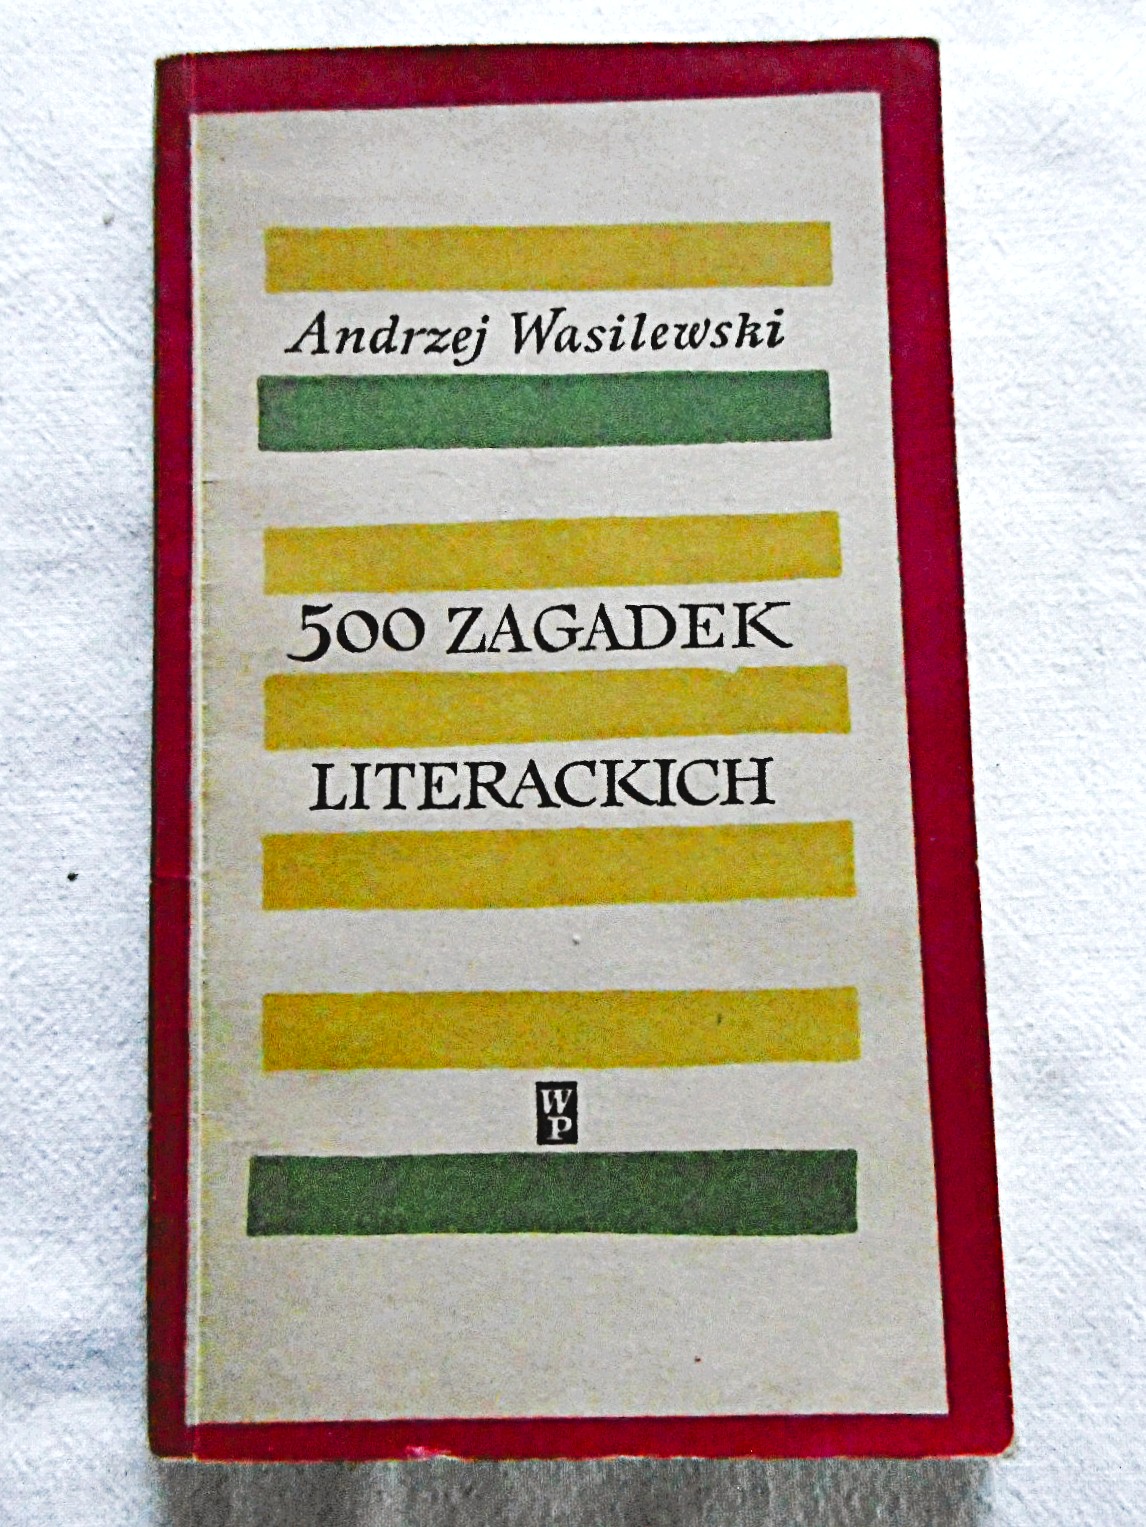 Andrzej Wasilewski
500 ZAGADEK
LITERACKICH
W
P